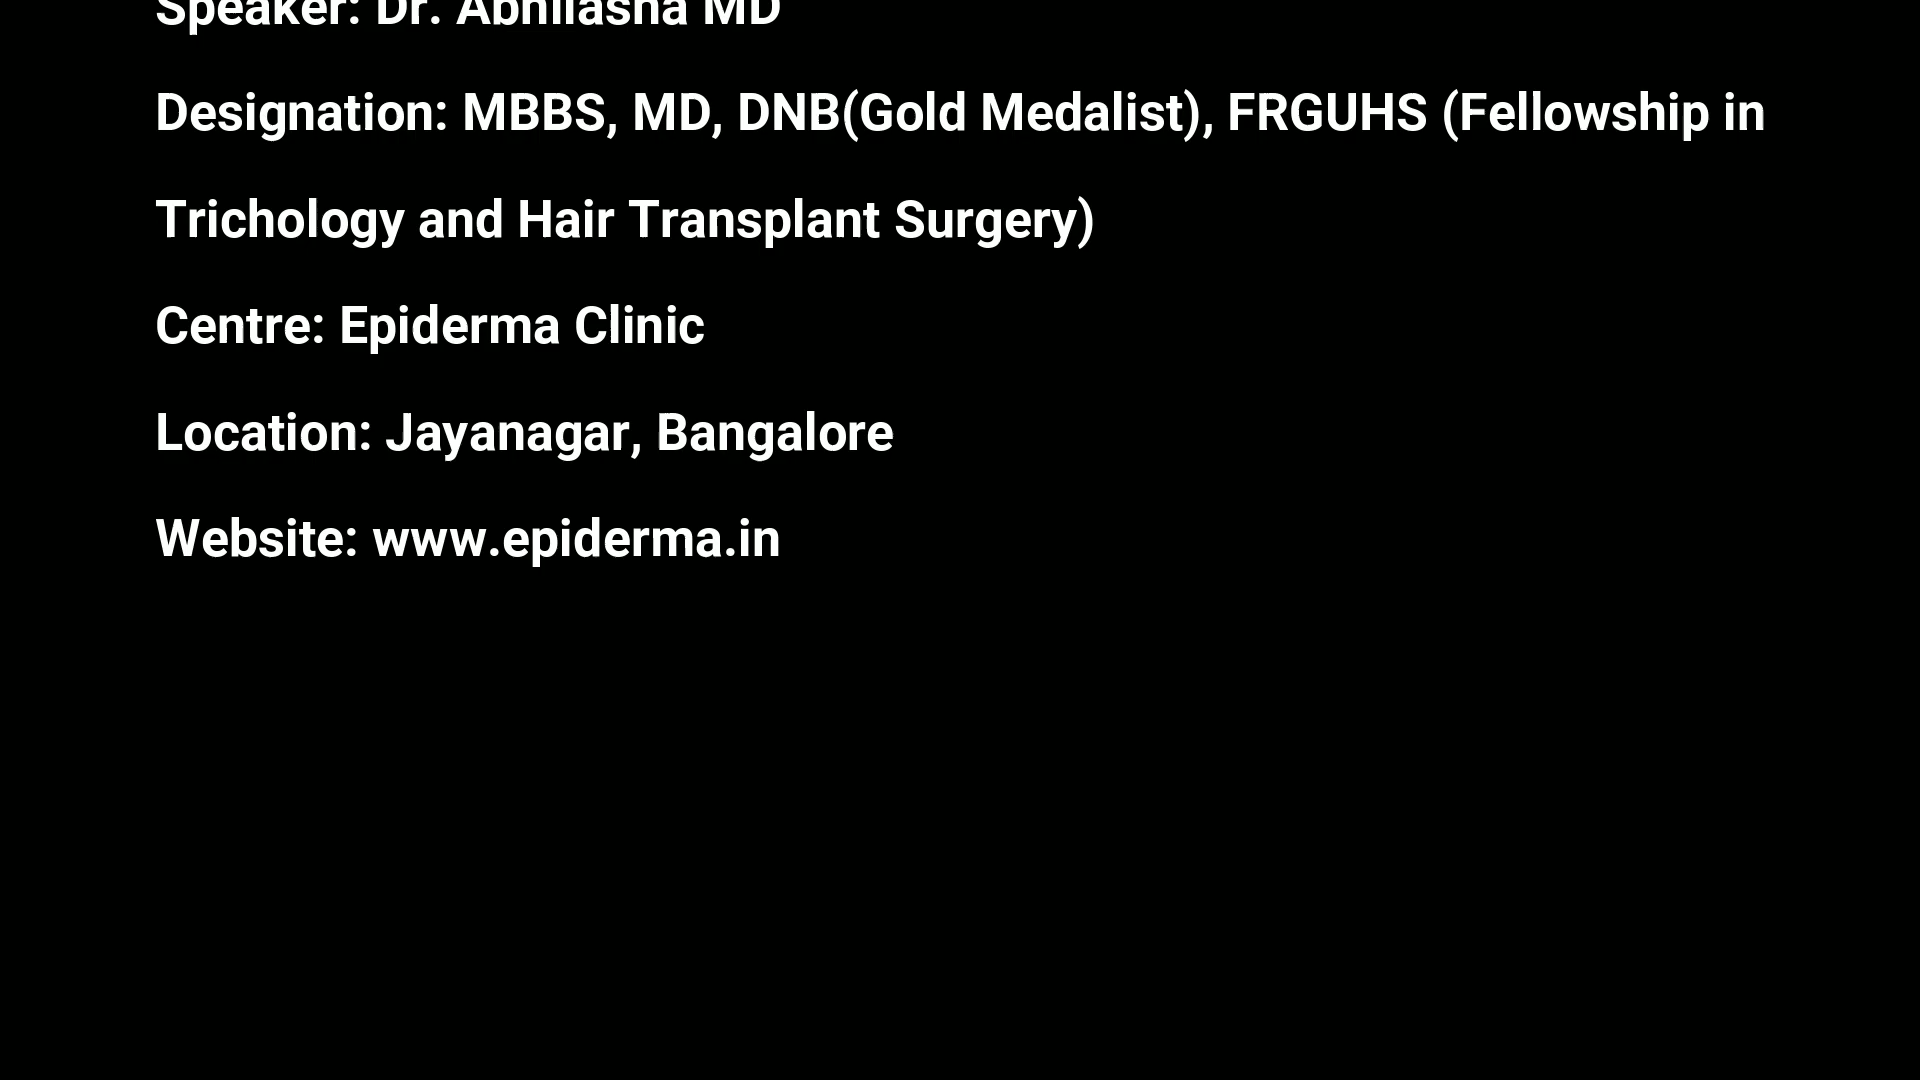 Speaker: Dr. Abhilasha MD
Designation: MBBS, MD, DNB(Gold Medalist), FRGUHS (Fellowship in
Trichology and Hair Transplant Surgery)
Centre: Epiderma Clinic
Location: Jayanagar, Bangalore
Website: www.epiderma.in